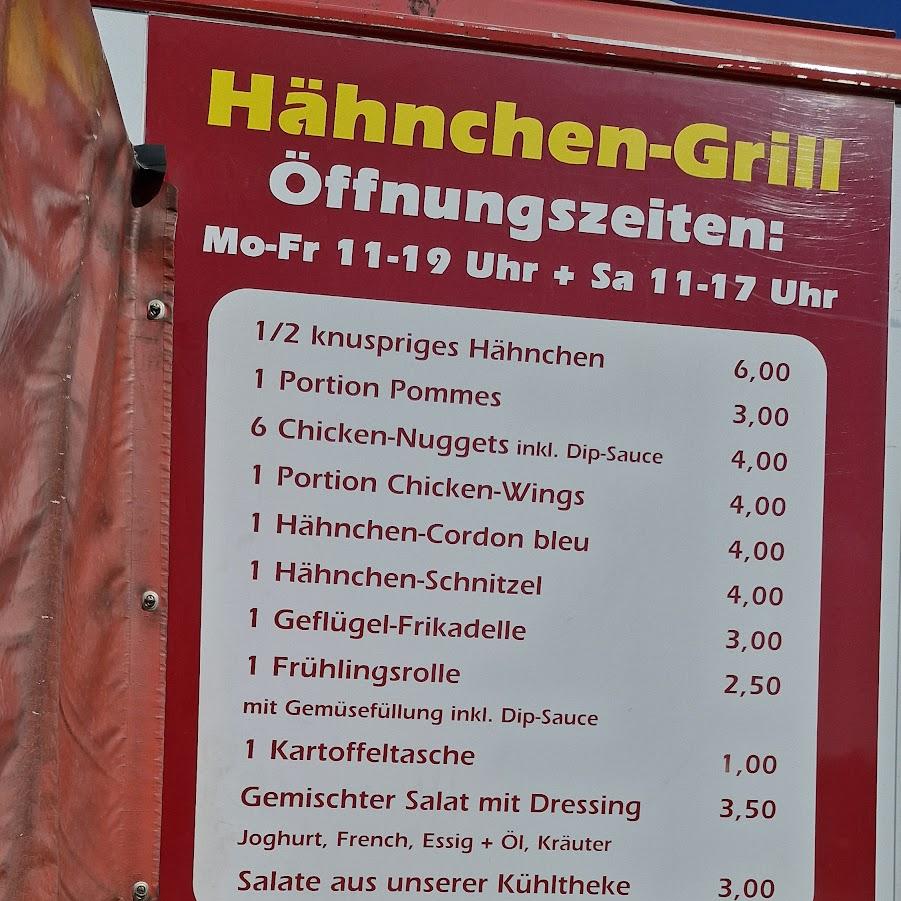 Hähnchen-Grill
Öffnungszeiten:
Mo-Fr 11-19 Uhr + Sa 11-17 Uhr
1/2 knuspriges Hähnchen 6,00
1 Portion Pommes 3,00
6 Chicken-Nuggets inkl. Dip-Sauce 4,00
1 Portion Chicken-Wings 4,00
1 Hähnchen-Cordon bleu 4,00
1 Hähnchen-Schnitzel 4,00
1 Geflügel-Frikadelle 3,00
1 Frühlingsrolle 2,50
mit Gemüsefüllung inkl. Dip-Sauce
1 Kartoffeltasche 1,00
Gemischter Salat mit Dressing 3,50
Joghurt, French, Essig + Öl, Kräuter
Salate aus unserer Kühltheke 3,00